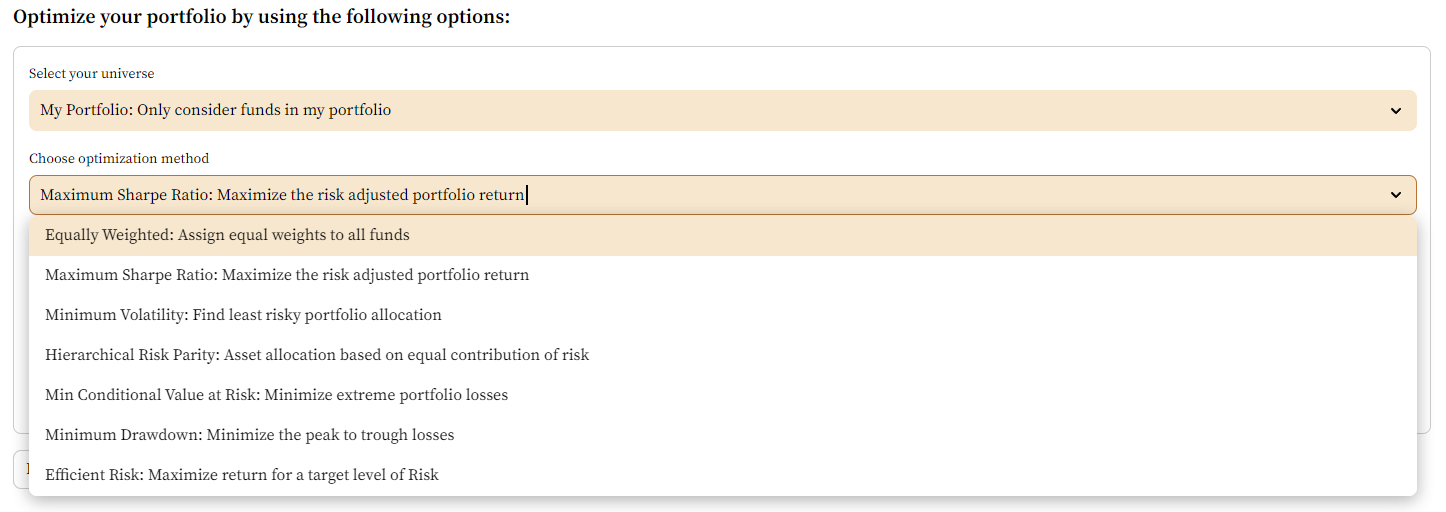 Optimize your portfolio by using the following options:
Select your universe
My Portfolio: Only consider funds in my portfolio
Choose optimization method
Maximum Sharpe Ratio: Maximize the risk adjusted portfolio return
Equally Weighted: Assign equal weights to all funds
Maximum Sharpe Ratio: Maximize the risk adjusted portfolio return
Minimum Volatility: Find least risky portfolio allocation
Hierarchical Risk Parity: Asset allocation based on equal contribution of risk
Min Conditional Value at Risk: Minimize extreme portfolio losses
Minimum Drawdown: Minimize the peak to trough losses
Efficient Risk: Maximize return for a target level of Risk